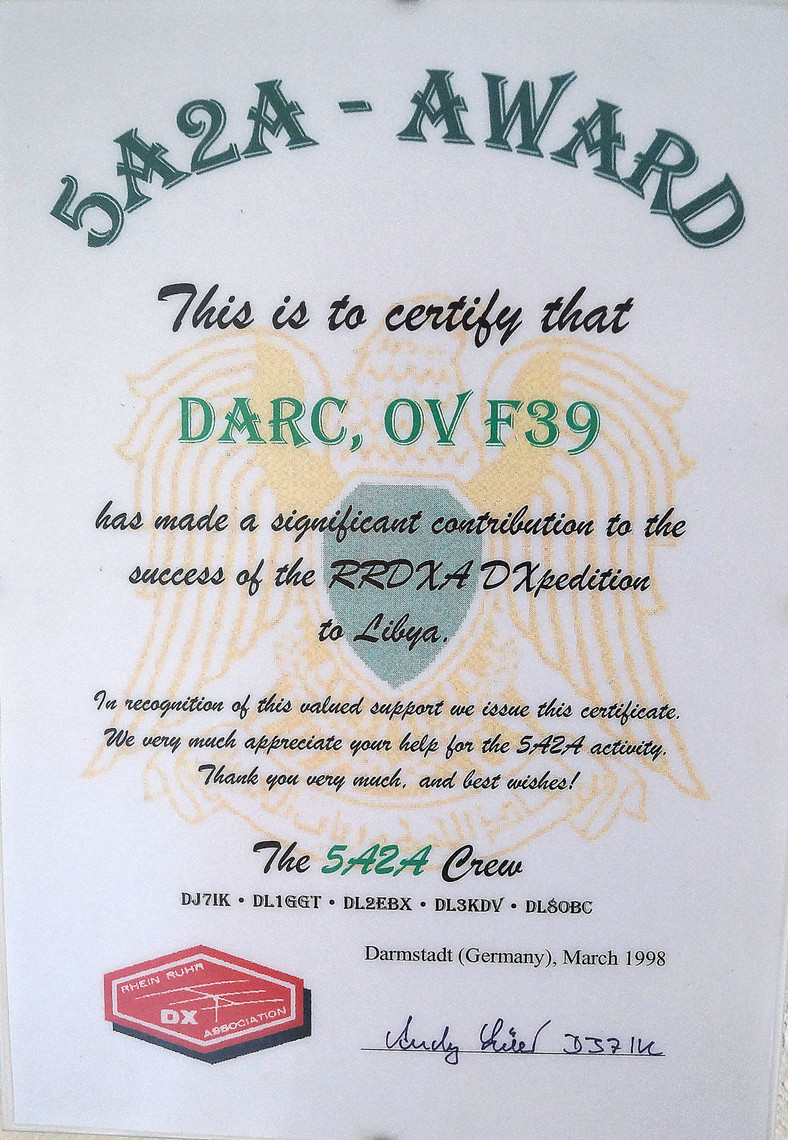 5A2A - AWARD
This is to certify that
DARC, OV F39
has made a significant contribution to the
success of the RRDXA DXpedition
to Libya.
In recognition of this valued support we issue this certificate.
We very much appreciate your help for the 5A2A activity.
Thank you very much, and best wishes!
The 5A2A Crew
DJ7IK • DL1GGT • DL2EBX • DL3KDV • DL8OBC
Darmstadt (Germany), March 1998
RHEIN RUHR
DX
ASSOCIATION
Andy DJ7IK